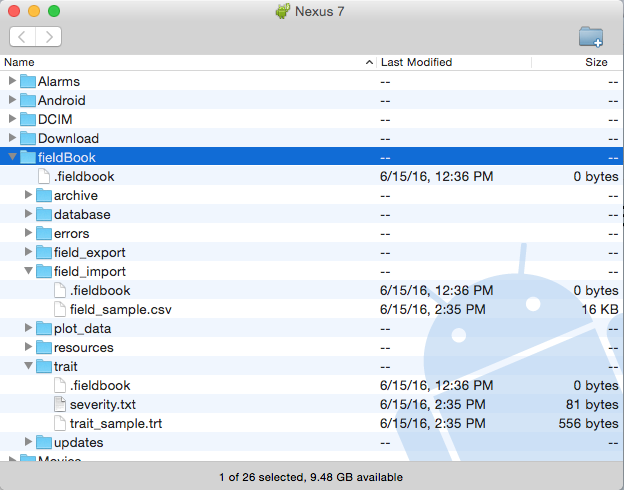 Nexus 7
Name Last Modified Size
Alarms -- --
Android -- --
DCIM -- --
Download -- --
fieldBook -- --
.fieldbook 6/15/16, 12:36 PM 0 bytes
archive -- --
database -- --
errors -- --
field_export -- --
field_import -- --
.fieldbook 6/15/16, 12:36 PM 0 bytes
field_sample.csv 6/15/16, 2:35 PM 16 KB
plot_data -- --
resources -- --
trait -- --
.fieldbook 6/15/16, 12:36 PM 0 bytes
severity.txt 6/15/16, 2:35 PM 81 bytes
trait_sample.trt 6/15/16, 2:35 PM 556 bytes
updates -- --
Movies -- --
1 of 26 selected, 9.48 GB available